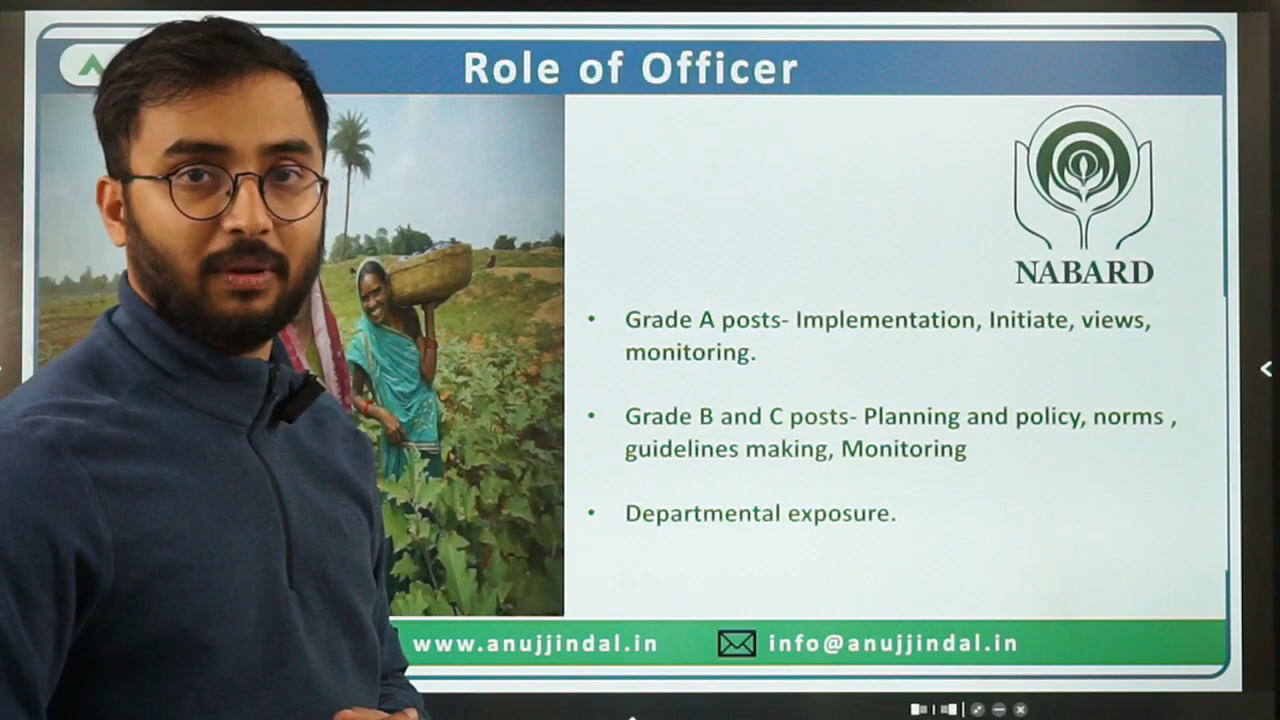 Role of Officer
NABARD
• Grade A posts- Implementation, Initiate, views,
monitoring.
• Grade B and C posts- Planning and policy, norms ,
guidelines making, Monitoring
• Departmental exposure.
www.anujjindal.in info@anujjindal.in